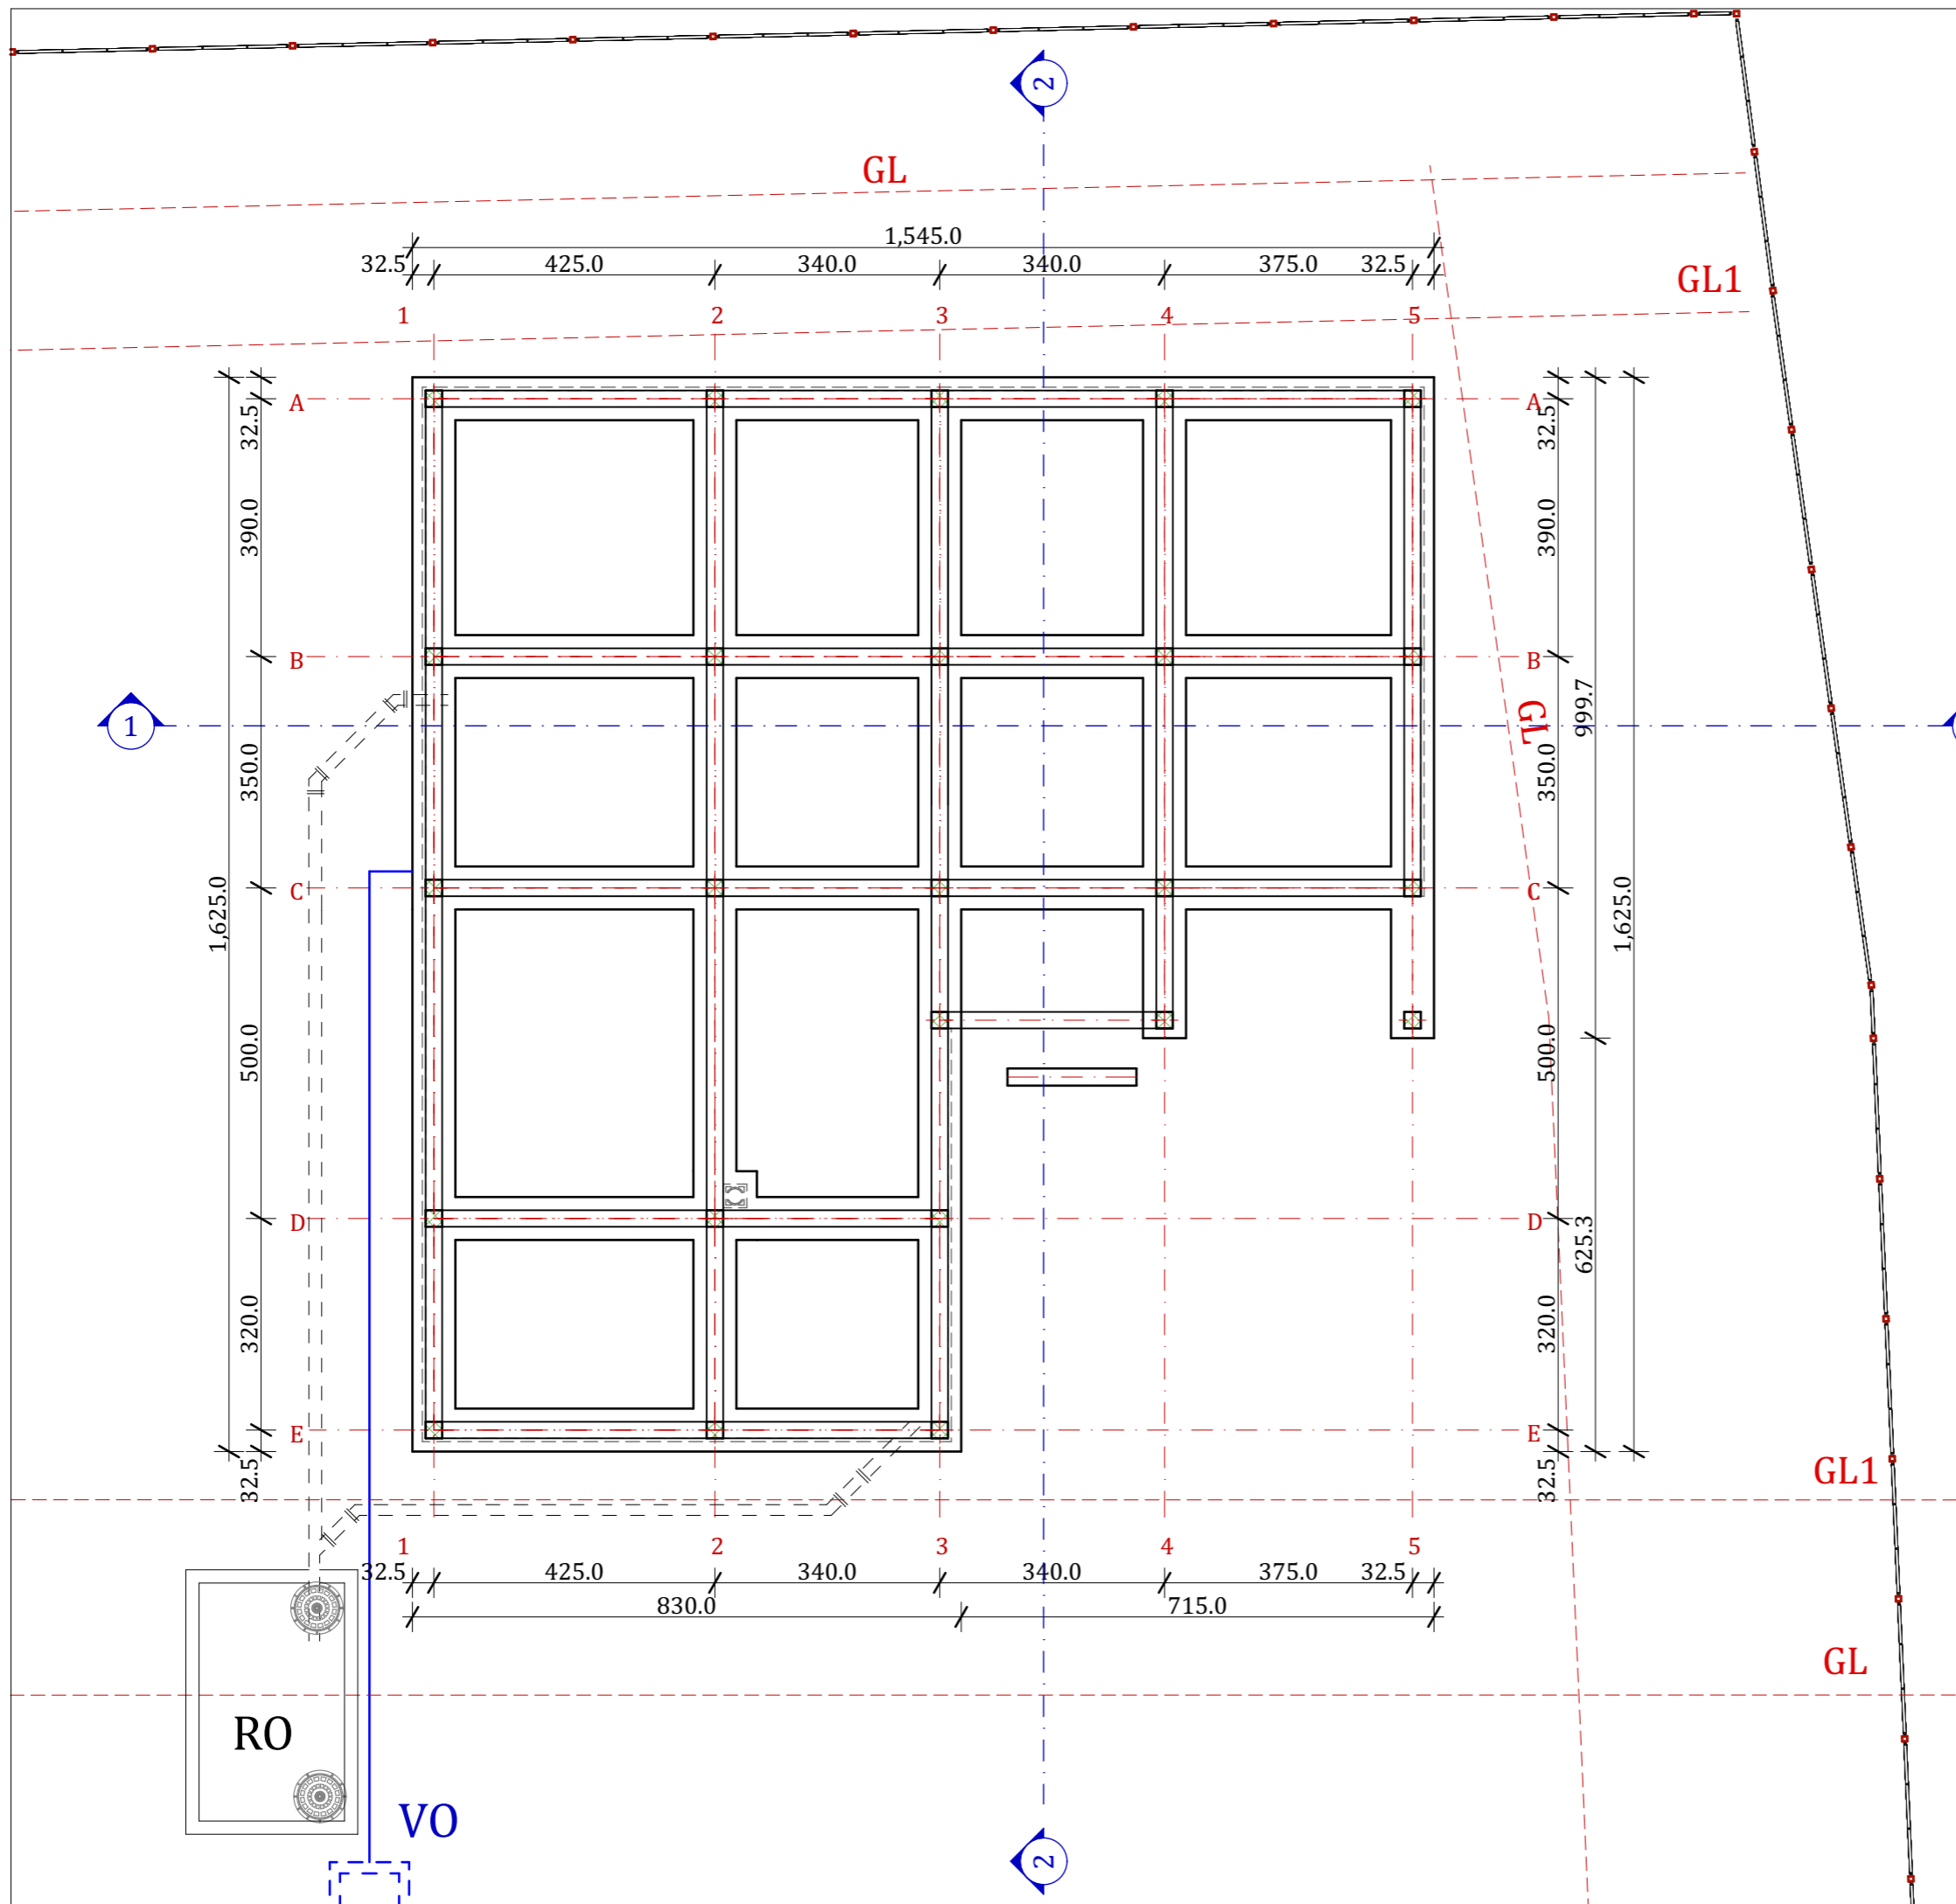 2
GL
1,545.0
32.5 425.0 340.0 340.0 375.0 32.5
GL1
1 2 3 4 5
A A
32.5 32.5
390.0 390.0
B B
999.7
1 GL
350.0 350.0
C C
1,625.0 1,625.0
500.0 500.0
D D
625.3
320.0 320.0
E E
32.5 32.5
GL1
1 2 3 4 5
32.5 425.0 340.0 340.0 375.0 32.5
830.0 715.0
GL
RO
VO
2